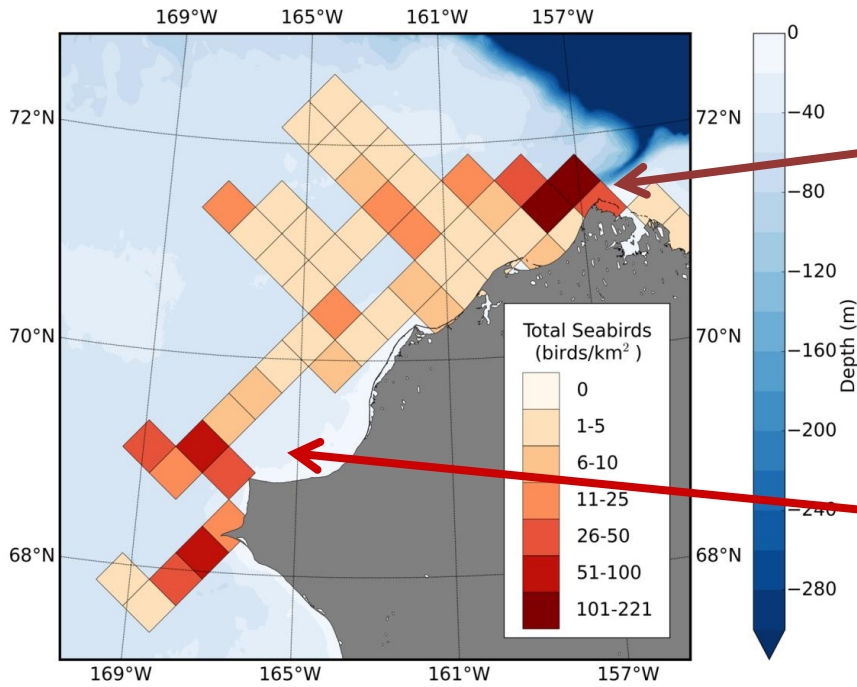 169°W 165°W 161°W 157°W
72°N 72°N
70°N 70°N
68°N 68°N
169°W 165°W 161°W 157°W
Total Seabirds
(birds/km²)
0
1-5
6-10
11-25
26-50
51-100
101-221
0
−40
−80
−120
−160
−200
−240
−280
Depth (m)